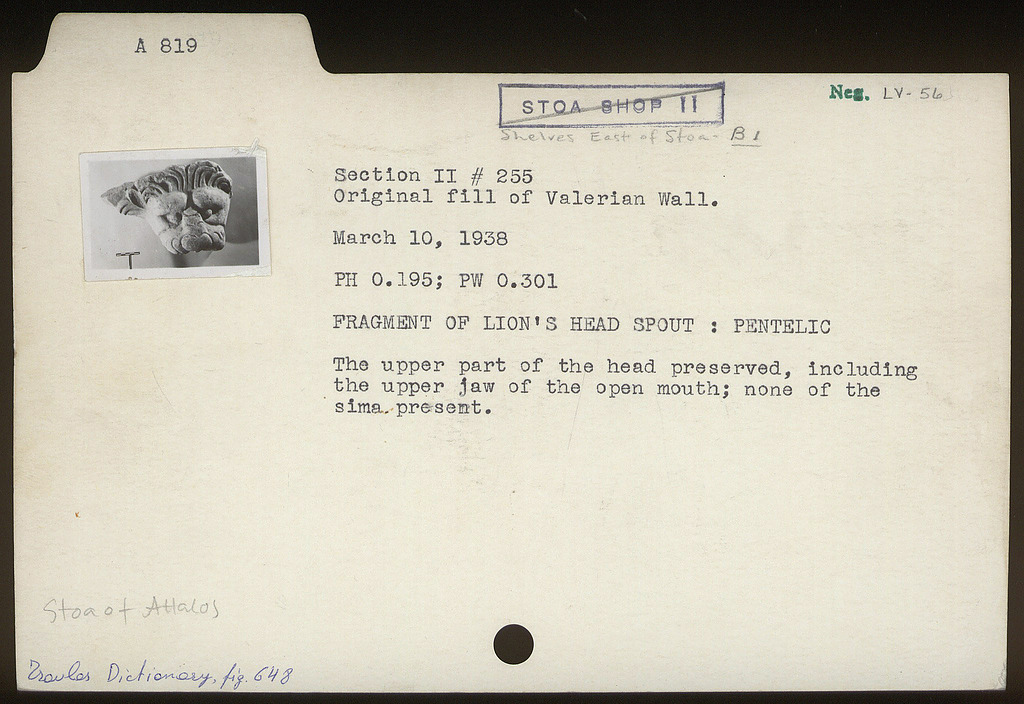 A 819
STOA SHOP II
Neg. LV-56
Shelves East of Stoa - B 1
Section II # 255
Original fill of Valerian Wall.
March 10, 1938
PH 0.195; PW 0.301
FRAGMENT OF LION'S HEAD SPOUT : PENTELIC
The upper part of the head preserved, including
the upper jaw of the open mouth; none of the
sima present.
Stoa of Attalos
Travlos Dictionary, fig. 648